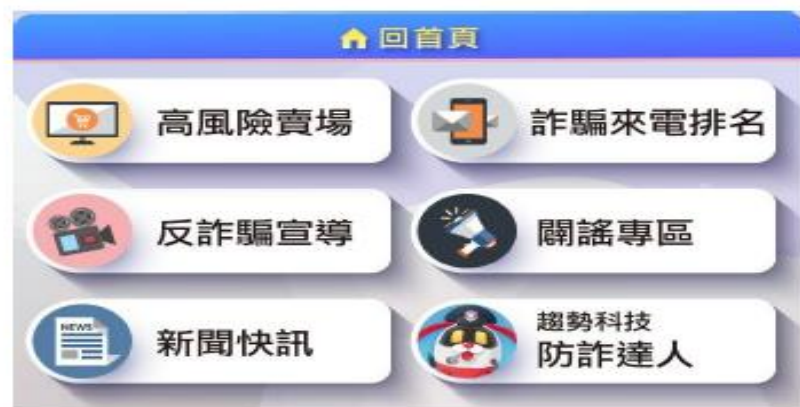 回首頁
高風險賣場
詐騙來電排名
反詐騙宣導
闢謠專區
NEWS
新聞快訊
趨勢科技
防詐達人